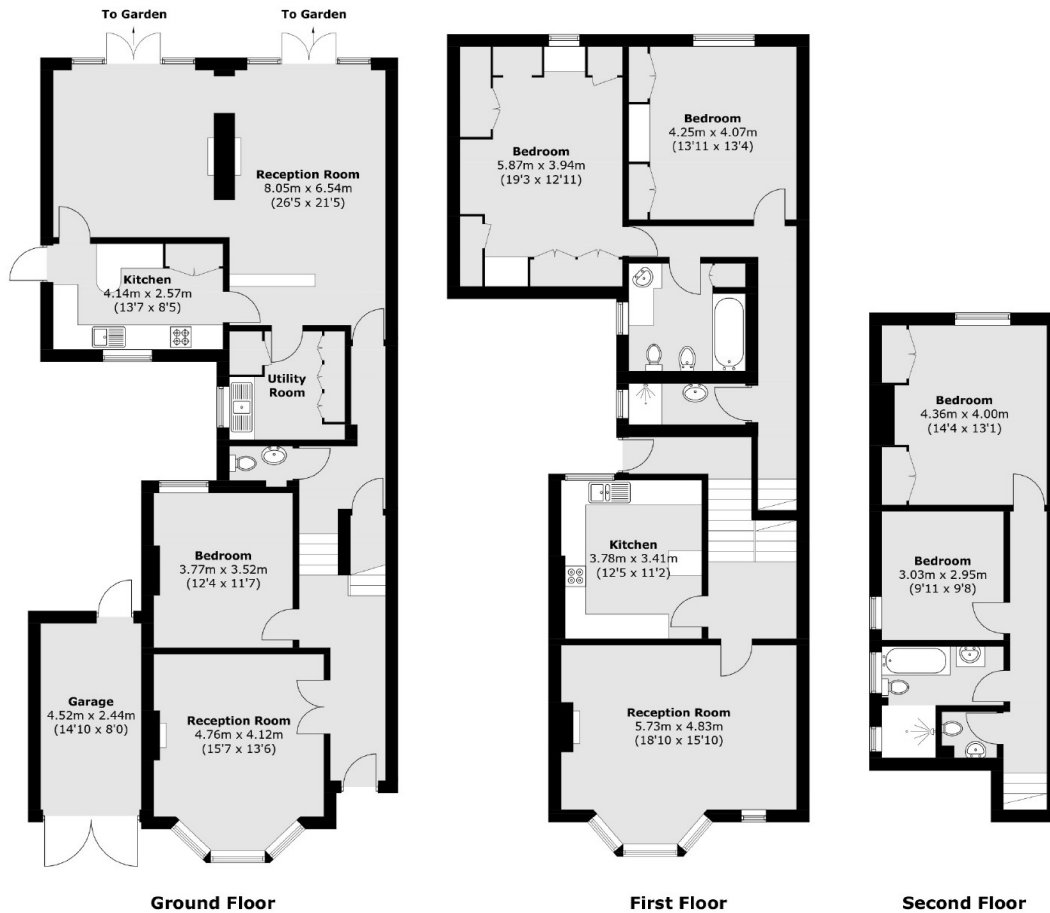 To Garden
To Garden
Reception Room
8.05m x 6.54m
(26'5 x 21'5)
Kitchen
4.14m x 2.57m
(13'7 x 8'5)
Utility
Room
Bedroom
3.77m x 3.52m
(12'4 x 11'7)
Garage
4.52m x 2.44m
(14'10 x 8'0)
Reception Room
4.76m x 4.12m
(15'7 x 13'6)
Ground Floor
Bedroom
5.87m x 3.94m
(19'3 x 12'11)
Bedroom
4.25m x 4.07m
(13'11 x 13'4)
Kitchen
3.78m x 3.41m
(12'5 x 11'2)
Reception Room
5.73m x 4.83m
(18'10 x 15'10)
First Floor
Bedroom
4.36m x 4.00m
(14'4 x 13'1)
Bedroom
3.03m x 2.95m
(9'11 x 9'8)
Second Floor